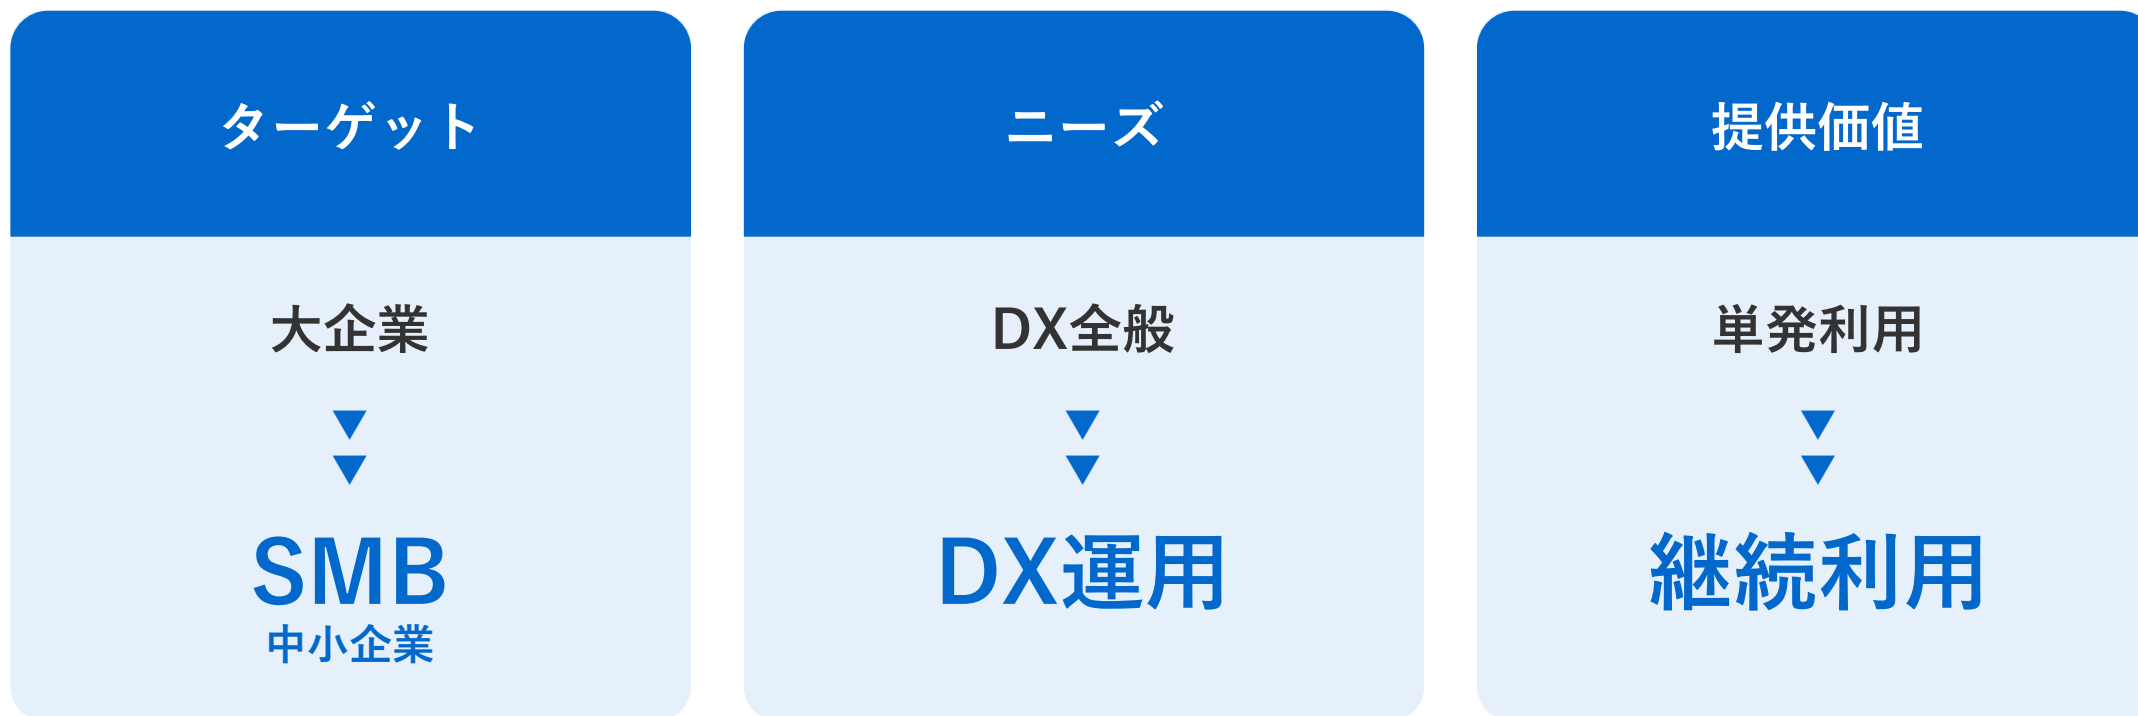 ターゲット
大企業
▼
▼
SMB
中小企業
ニーズ
DX全般
▼
▼
DX運用
提供価値
単発利用
▼
▼
継続利用